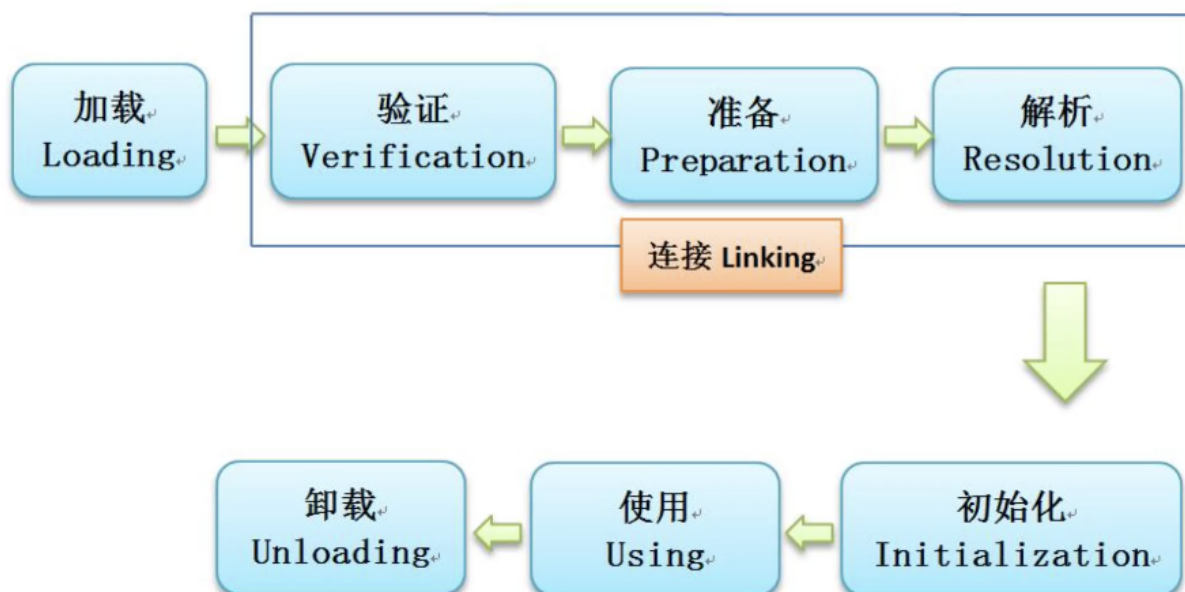 加载
Loading
验证
Verification
准备
Preparation
解析
Resolution
连接 Linking
初始化
Initialization
使用
Using
卸载
Unloading